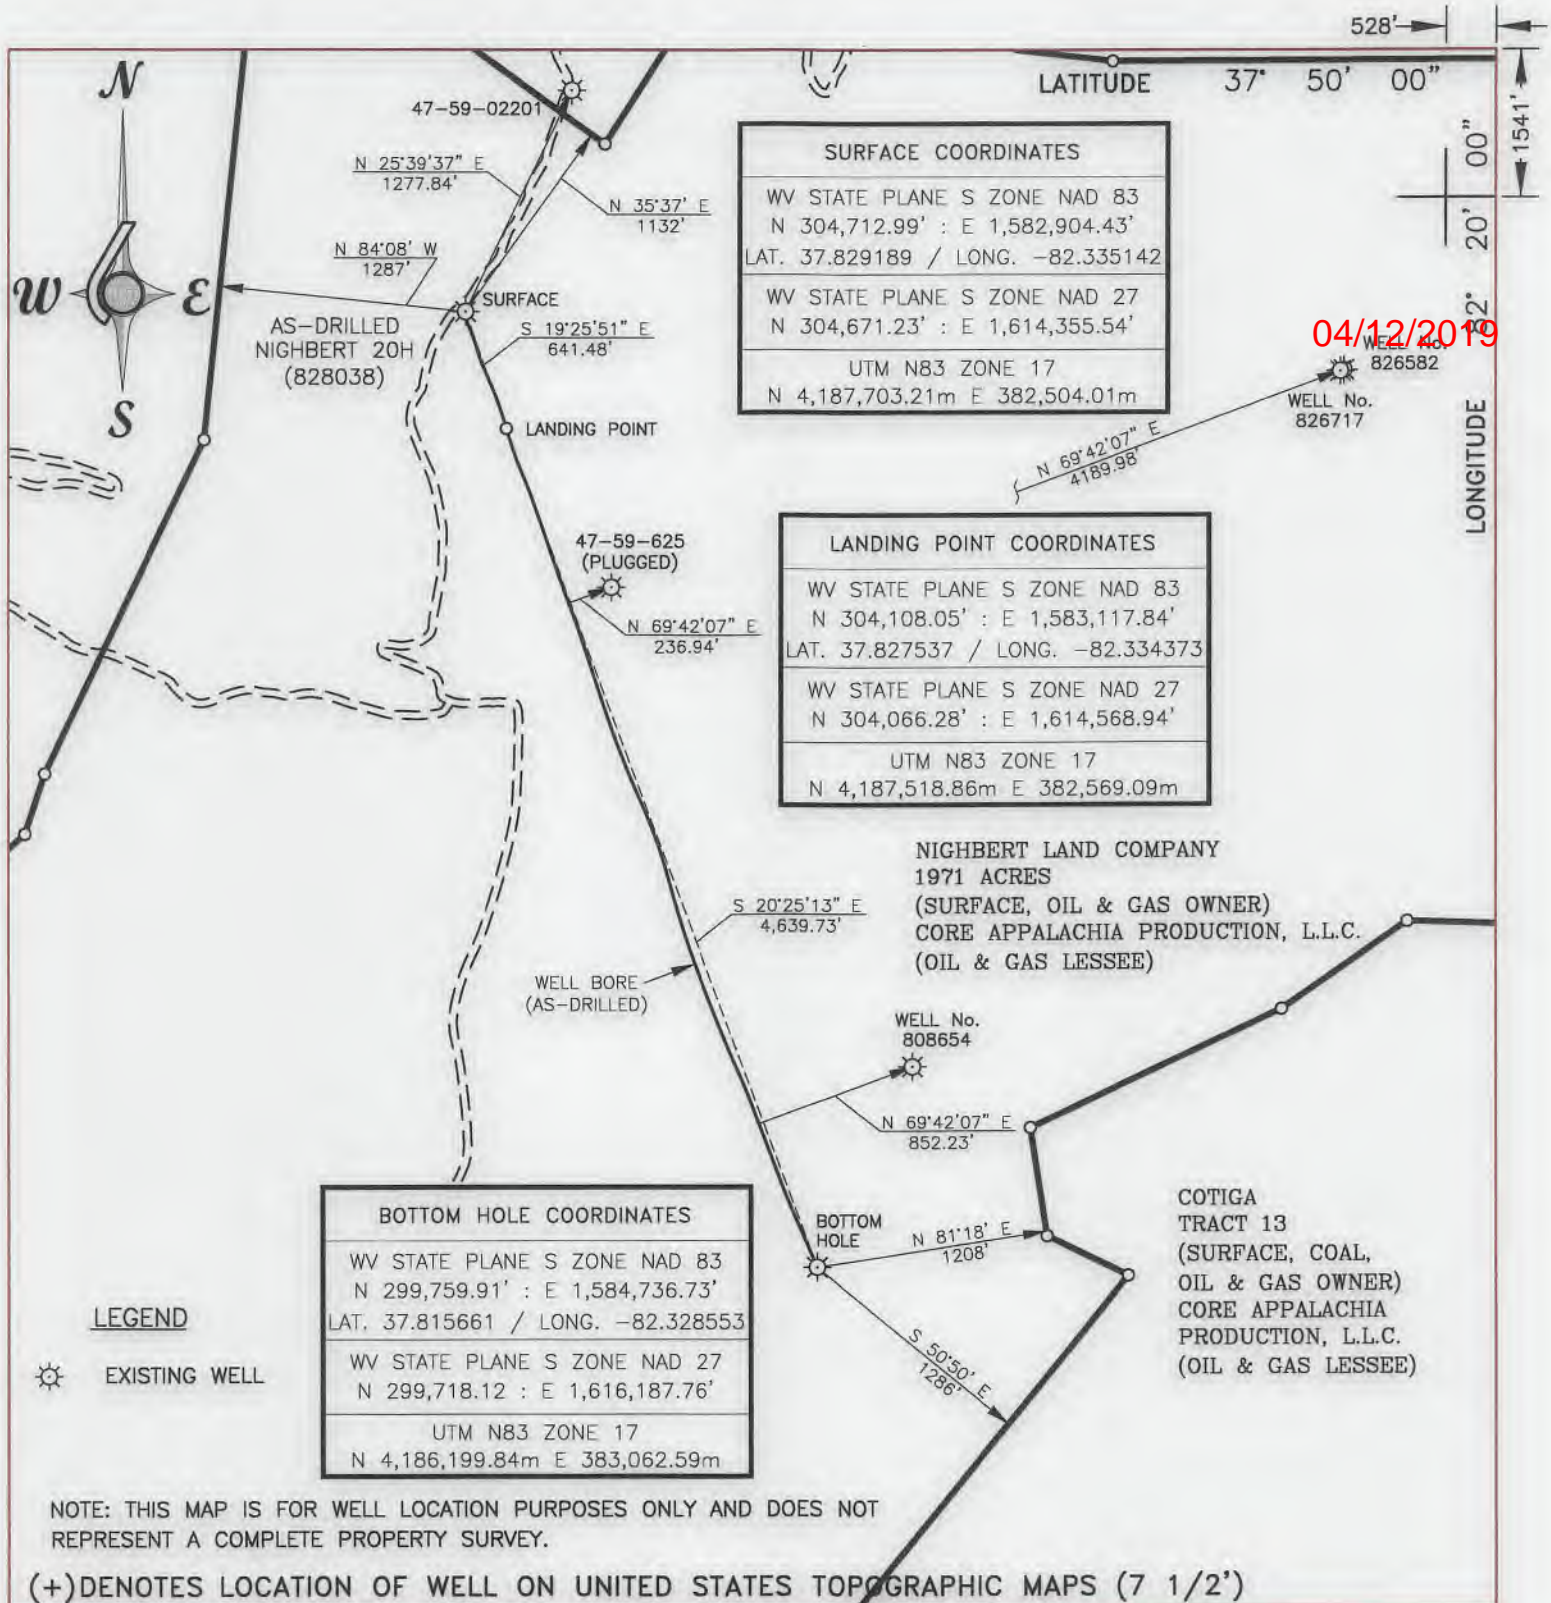 528'
LATITUDE 37° 50' 00"
1541'
LONGITUDE 82° 20' 00"
N
W E
S
47-59-02201
N 25°39'37" E
1277.84'
N 35°37' E
1132'
N 84°08' W
1287'
SURFACE
AS-DRILLED
NIGHBERT 20H
(828038)
S 19°25'51" E
641.48'
LANDING POINT
SURFACE COORDINATES
WV STATE PLANE S ZONE NAD 83
N 304,712.99' : E 1,582,904.43'
LAT. 37.829189 / LONG. -82.335142
WV STATE PLANE S ZONE NAD 27
N 304,671.23' : E 1,614,355.54'
UTM N83 ZONE 17
N 4,187,703.21m E 382,504.01m
04/12/2019
WELL No.
826582
WELL No.
826717
N 69°42'07" E
4189.98'
47-59-625
(PLUGGED)
N 69°42'07" E
236.94'
LANDING POINT COORDINATES
WV STATE PLANE S ZONE NAD 83
N 304,108.05' : E 1,583,117.84'
LAT. 37.827537 / LONG. -82.334373
WV STATE PLANE S ZONE NAD 27
N 304,066.28' : E 1,614,568.94'
UTM N83 ZONE 17
N 4,187,518.86m E 382,569.09m
NIGHBERT LAND COMPANY
1971 ACRES
(SURFACE, OIL & GAS OWNER)
CORE APPALACHIA PRODUCTION, L.L.C.
(OIL & GAS LESSEE)
S 20°25'13" E
4,639.73'
WELL BORE
(AS-DRILLED)
WELL No.
808654
N 69°42'07" E
852.23'
BOTTOM
HOLE
N 81°18' E
1208'
S 50°50' E
1286'
COTIGA
TRACT 13
(SURFACE, COAL,
OIL & GAS OWNER)
CORE APPALACHIA
PRODUCTION, L.L.C.
(OIL & GAS LESSEE)
BOTTOM HOLE COORDINATES
WV STATE PLANE S ZONE NAD 83
N 299,759.91' : E 1,584,736.73'
LAT. 37.815661 / LONG. -82.328553
WV STATE PLANE S ZONE NAD 27
N 299,718.12 : E 1,616,187.76'
UTM N83 ZONE 17
N 4,186,199.84m E 383,062.59m
LEGEND
EXISTING WELL
NOTE: THIS MAP IS FOR WELL LOCATION PURPOSES ONLY AND DOES NOT
REPRESENT A COMPLETE PROPERTY SURVEY.
(+)DENOTES LOCATION OF WELL ON UNITED STATES TOPOGRAPHIC MAPS (7 1/2')